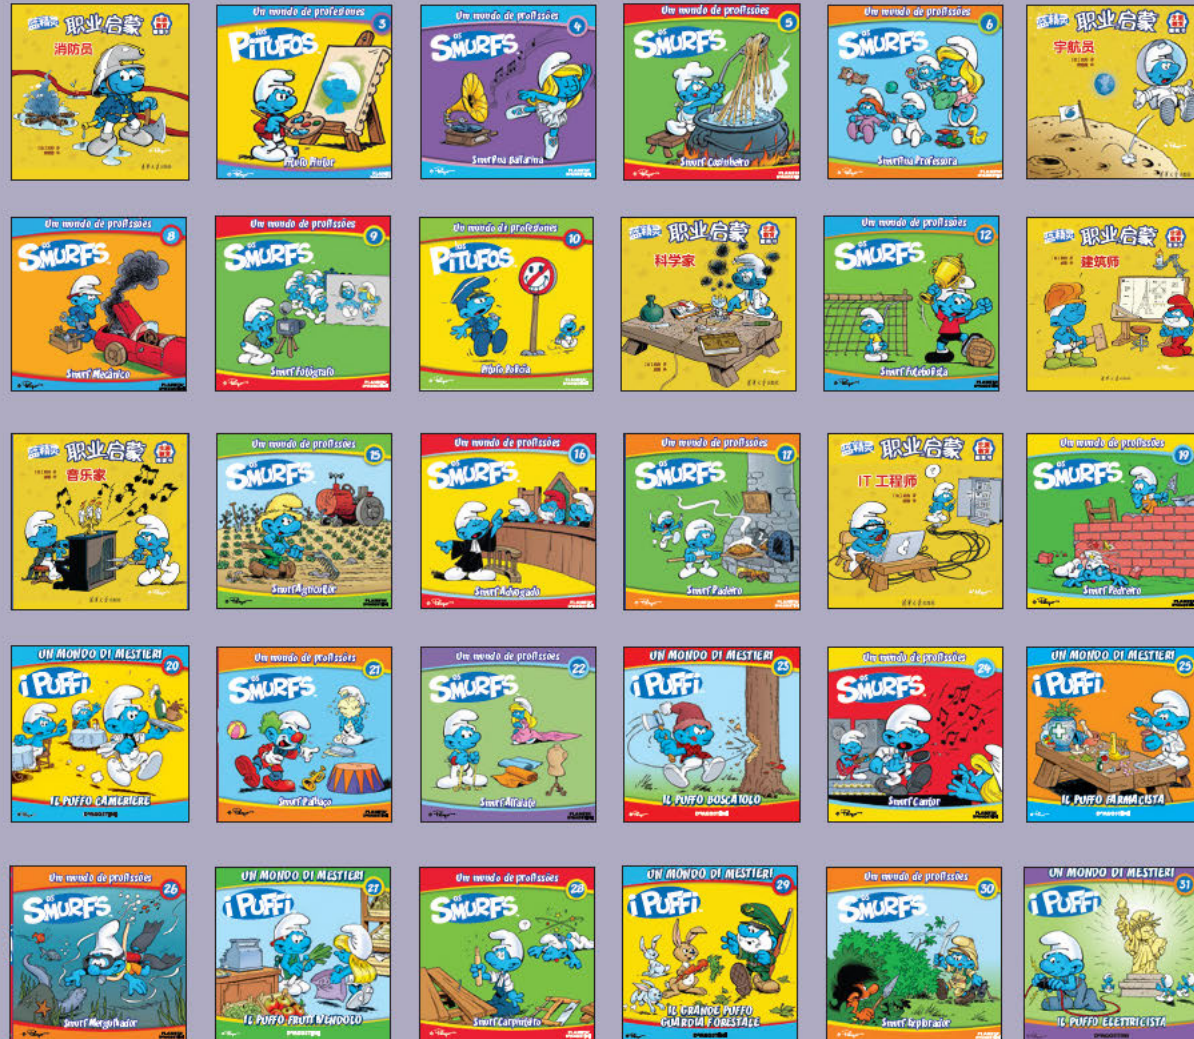 蓝精灵 职业启蒙
消防员
Un mundo de profesiones
3
los
PITUFOS
Pitufo Pintor
Um mundo de profissões
4
os
SMURFS
Smurfina Bailarina
Um mundo de profissões
5
os
SMURFS
Smurf Cozinheiro
Um mundo de profissões
6
os
SMURFS
Smurfina Professora
蓝精灵 职业启蒙
宇航员
Um mundo de profissões
8
os
SMURFS
Smurf Mecânico
Um mundo de profissões
9
os
SMURFS
Smurf Fotógrafo
Un mundo de profesiones
10
los
PITUFOS
Pitufo Policía
蓝精灵 职业启蒙
科学家
Um mundo de profissões
12
os
SMURFS
Smurf Futebolista
蓝精灵 职业启蒙
建筑师
蓝精灵 职业启蒙
音乐家
Um mundo de profissões
15
os
SMURFS
Smurf Agricultor
Um mundo de profissões
16
os
SMURFS
Smurf Advogado
Um mundo de profissões
17
os
SMURFS
Smurf Padeiro
蓝精灵 职业启蒙
IT 工程师
?
Um mundo de profissões
19
os
SMURFS
Smurf Pedreiro
UN MONDO DI MESTIERI
20
i PUFFI
IL PUFFO CAMERIERE
DeAGOSTINI
Um mundo de profissões
21
os
SMURFS
Smurf Palhaço
Um mundo de profissões
22
os
SMURFS
Smurf Alfaiate
UN MONDO DI MESTIERI
23
i PUFFI
IL PUFFO BOSCAIOLO
DeAGOSTINI
Um mundo de profissões
24
os
SMURFS
Smurf Cantor
UN MONDO DI MESTIERI
25
i PUFFI
IL PUFFO FARMACISTA
DeAGOSTINI
Um mundo de profissões
26
os
SMURFS
Smurf Mergulhador
UN MONDO DI MESTIERI
27
i PUFFI
IL PUFFO FRUTTIVENDOLO
DeAGOSTINI
Um mundo de profissões
28
os
SMURFS
?
Smurf Carpinteiro
UN MONDO DI MESTIERI
29
i PUFFI
IL GRANDE PUFFO
GUARDIA FORESTALE
DeAGOSTINI
Um mundo de profissões
30
os
SMURFS
Smurf Explorador
UN MONDO DI MESTIERI
31
i PUFFI
IL PUFFO ELETTRICISTA
DeAGOSTINI